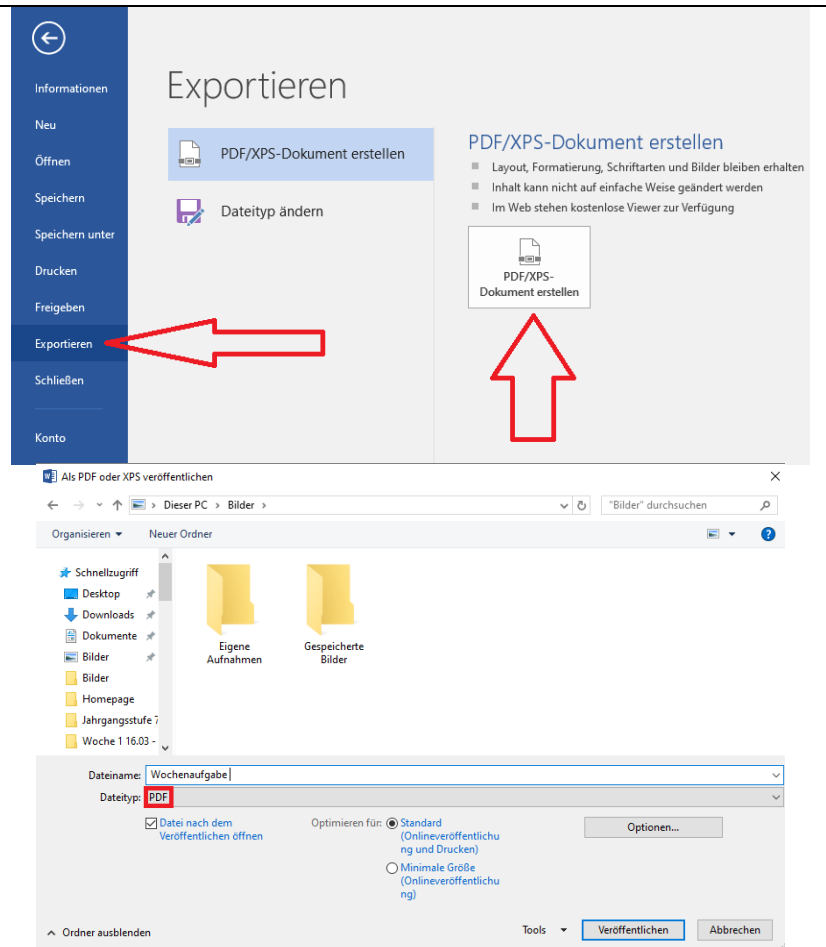 Exportieren
Informationen
Neu
Öffnen
Speichern
Speichern unter
Drucken
Freigeben
Exportieren
Schließen
Konto
PDF/XPS-Dokument erstellen
Dateityp ändern
PDF/XPS-Dokument erstellen
Layout, Formatierung, Schriftarten und Bilder bleiben erhalten
Inhalt kann nicht auf einfache Weise geändert werden
Im Web stehen kostenlose Viewer zur Verfügung
PDF/XPS-
Dokument erstellen
Als PDF oder XPS veröffentlichen
Dieser PC > Bilder >
"Bilder" durchsuchen
Organisieren
Neuer Ordner
Schnellzugriff
Desktop
Downloads
Dokumente
Bilder
Bilder
Homepage
Jahrgangsstufe 7
Woche 1 16.03 -
Eigene
Aufnahmen
Gespeicherte
Bilder
Dateiname: Wochenaufgabe
Dateityp: PDF
Datei nach dem
Veröffentlichen öffnen
Optimieren für:
Standard
(Onlineveröffentlichu
ng und Drucken)
Minimale Größe
(Onlineveröffentlichu
ng)
Optionen...
Ordner ausblenden
Tools
Veröffentlichen
Abbrechen